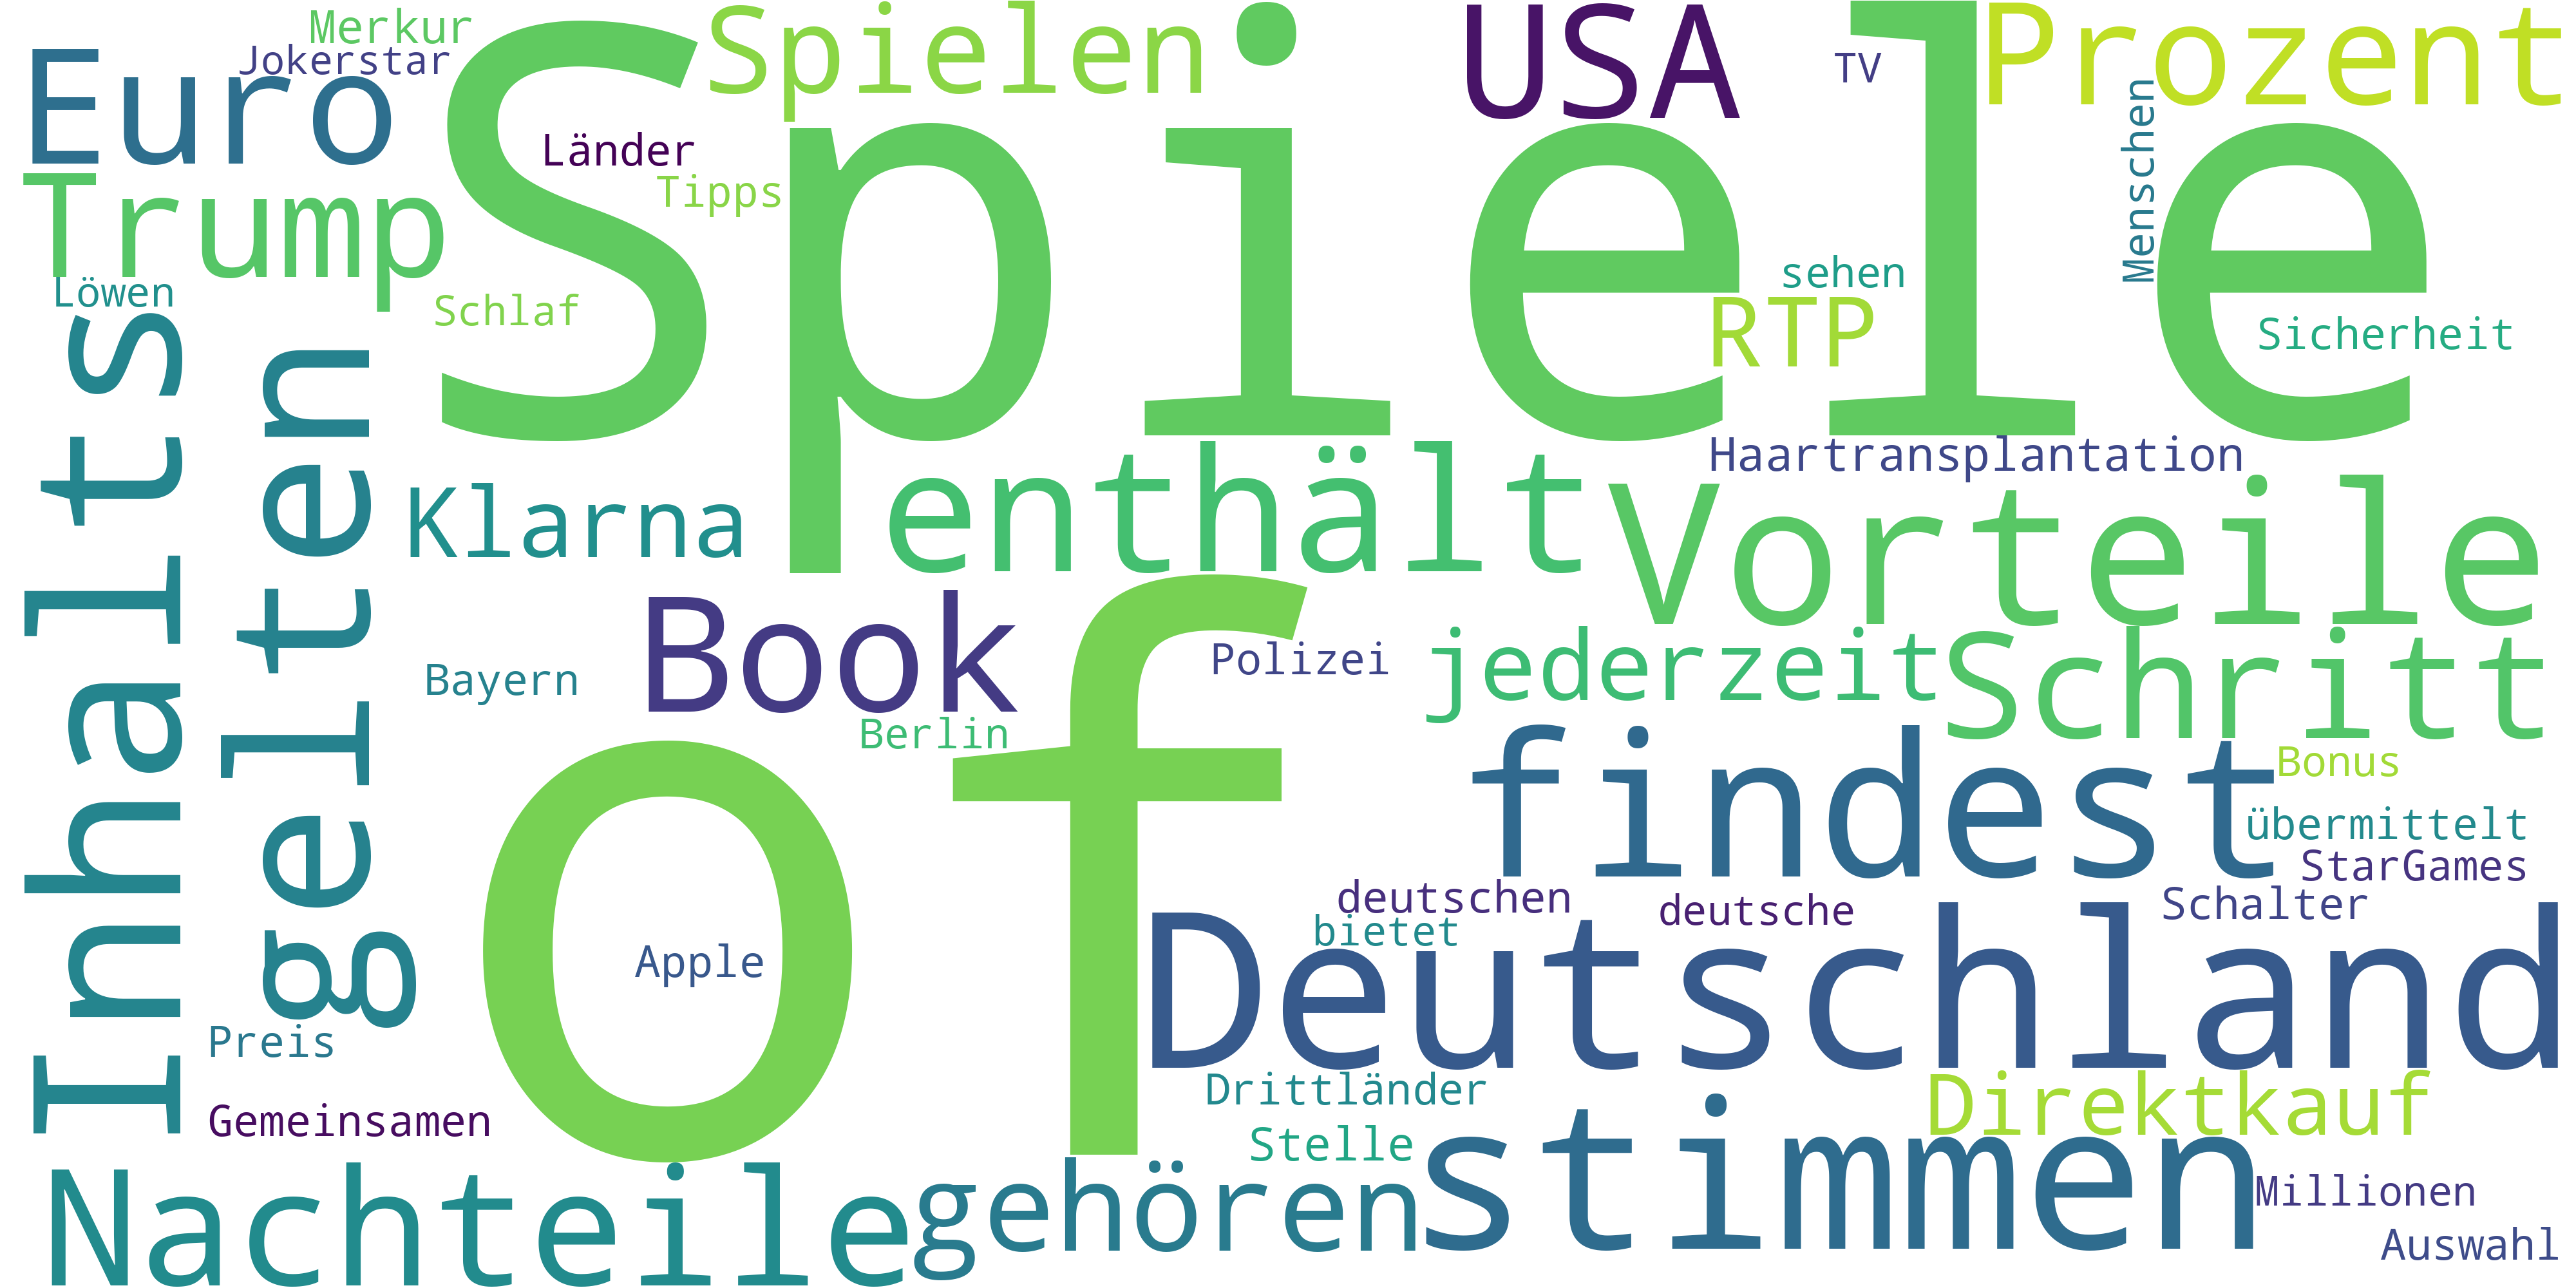 Merkur
Jokerstar
Euro
Spielen
USA
TV
Prozent
Spiele
Länder
Tipps
Menschen
Trump
Löwen
Schlaf
sehen
RTP
Sicherheit
Inhalts
gelten
Klarna
enthält
Haartransplantation
Vorteile
Book
of
Polizei
jederzeit
Schritt
Bayern
Berlin
findest
Bonus
übermittelt
StarGames
deutschen
deutsche
Schalter
bietet
Apple
Deutschland
Preis
Gemeinsamen
Drittländer
Direktkauf
Stelle
stimmen
Nachteile
gehören
Millionen
Auswahl